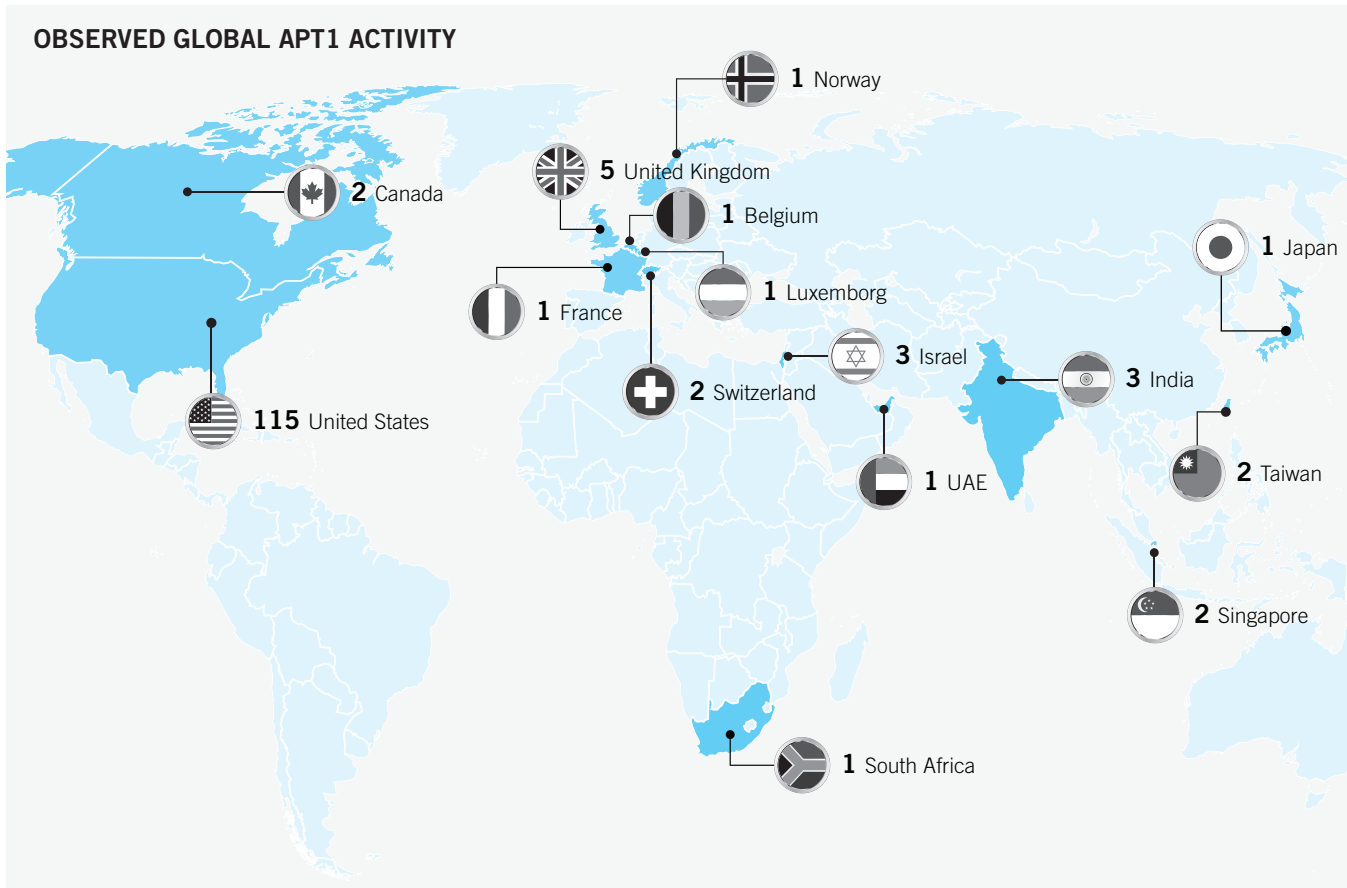 OBSERVED GLOBAL APT1 ACTIVITY
1 Norway
5 United Kingdom
2 Canada
1 Belgium
1 Japan
1 Luxemborg
1 France
3 Israel
3 India
2 Switzerland
115 United States
2 Taiwan
1 UAE
2 Singapore
1 South Africa